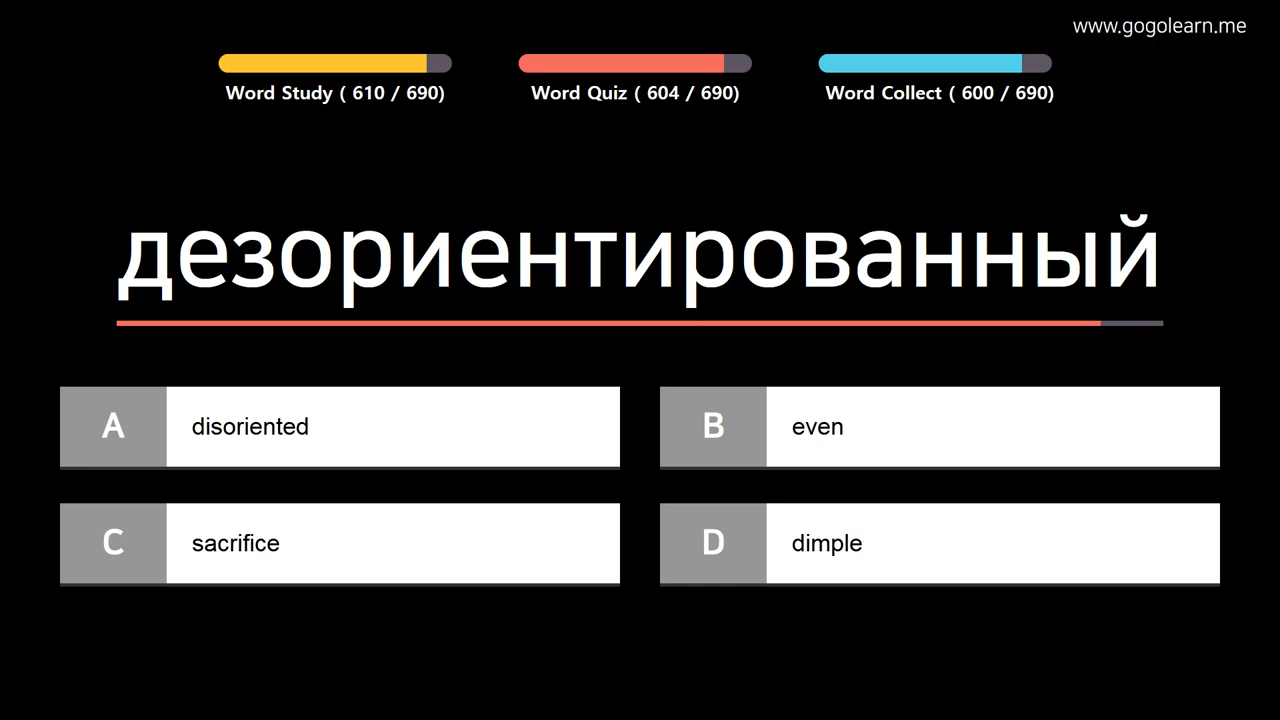 www.gogolearn.me
Word Study ( 610 / 690)
Word Quiz ( 604 / 690)
Word Collect ( 600 / 690)
дезориентированный
A disoriented
B even
C sacrifice
D dimple